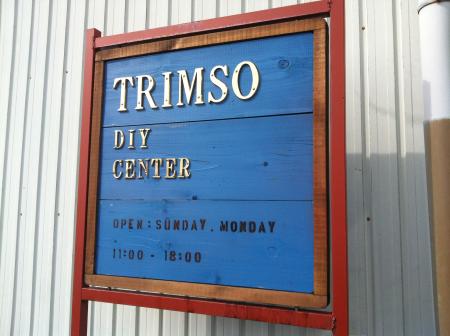 TRIMSO
DIY
CENTER
OPEN : SUNDAY, MONDAY
11:00 - 18:00